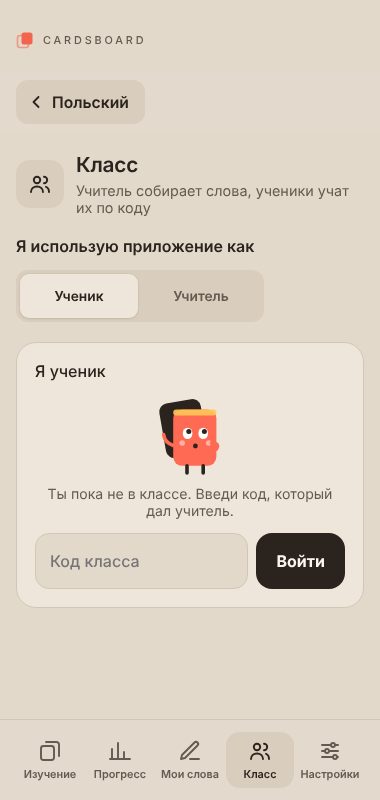 CARDSBOARD
Польский
Класс
Учитель собирает слова, ученики учат
их по коду
Я использую приложение как
Ученик
Учитель
Я ученик
Ты пока не в классе. Введи код, который
дал учитель.
Код класса
Войти
Изучение
Прогресс
Мои слова
Класс
Настройки